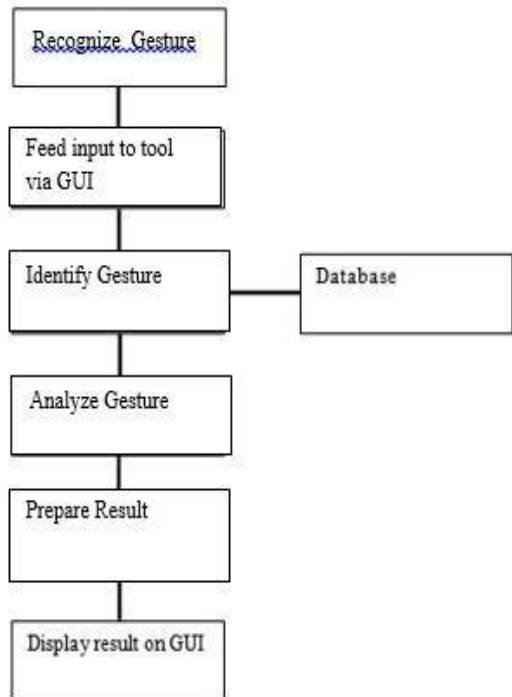 Recognize Gesture
Feed input to tool
via GUI
Identify Gesture
Database
Analyze Gesture
Prepare Result
Display result on GUI